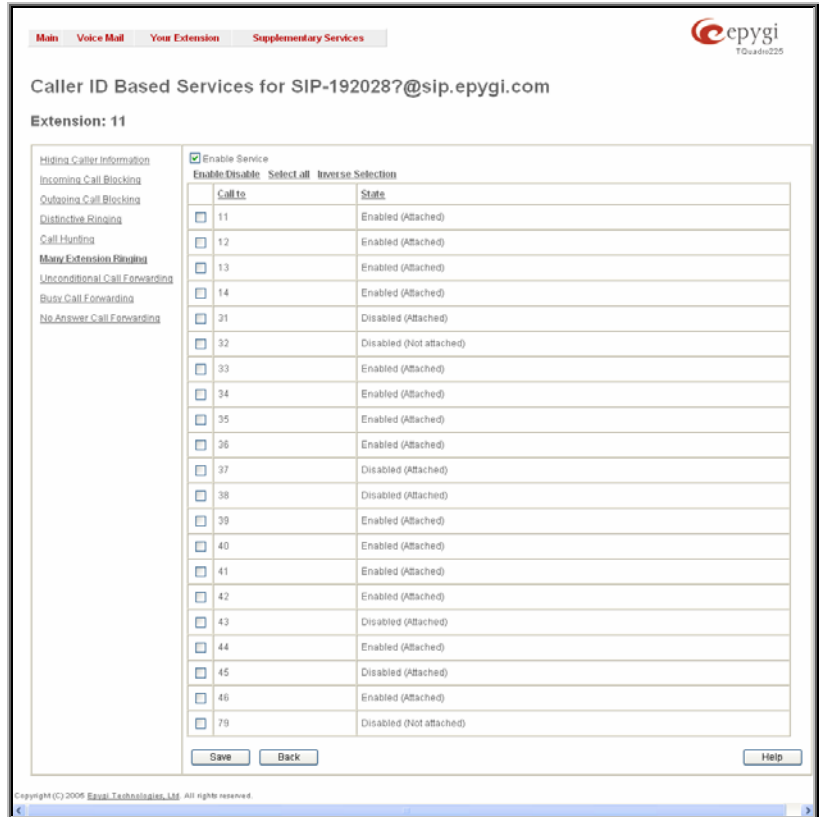 Main Voice Mail Your Extension Supplementary Services
epygi
TQuadro225
Caller ID Based Services for SIP-192028?@sip.epygi.com
Extension: 11
Hiding Caller Information
Incoming Call Blocking
Outgoing Call Blocking
Distinctive Ringing
Call Hunting
Many Extension Ringing
Unconditional Call Forwarding
Busy Call Forwarding
No Answer Call Forwarding
Enable Service
Enable/Disable Select all Inverse Selection
Call to State
11 Enabled (Attached)
12 Enabled (Attached)
13 Enabled (Attached)
14 Enabled (Attached)
31 Disabled (Attached)
32 Disabled (Not attached)
33 Enabled (Attached)
34 Enabled (Attached)
35 Enabled (Attached)
36 Enabled (Attached)
37 Disabled (Attached)
38 Disabled (Attached)
39 Enabled (Attached)
40 Enabled (Attached)
41 Enabled (Attached)
42 Enabled (Attached)
43 Disabled (Attached)
44 Enabled (Attached)
45 Disabled (Attached)
46 Enabled (Attached)
79 Disabled (Not attached)
Save Back Help
Copyright (C) 2006 Epygi Technologies, Ltd. All rights reserved.